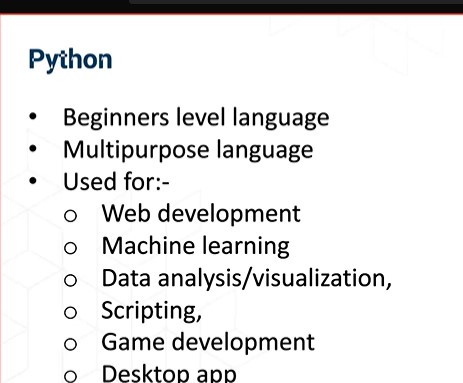 Python
• Beginners level language
• Multipurpose language
• Used for:-
o Web development
o Machine learning
o Data analysis/visualization,
o Scripting,
o Game development
o Desktop app